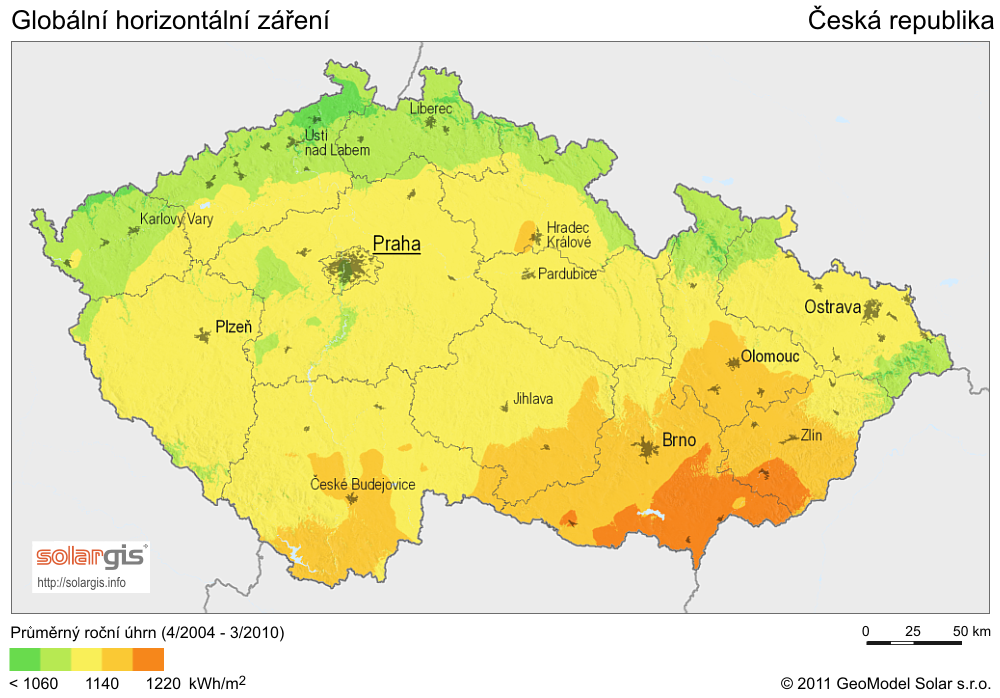 Globální horizontální záření
Česká republika
Liberec
Ústí
nad Labem
Karlovy Vary
Hradec
Králové
Praha
Pardubice
Ostrava
Plzeň
Olomouc
Jihlava
Brno
Zlín
České Budejovice
solargis
http://solargis.info
Průměrný roční úhrn (4/2004 - 3/2010)
0 25 50 km
< 1060 1140 1220 kWh/m2
© 2011 GeoModel Solar s.r.o.